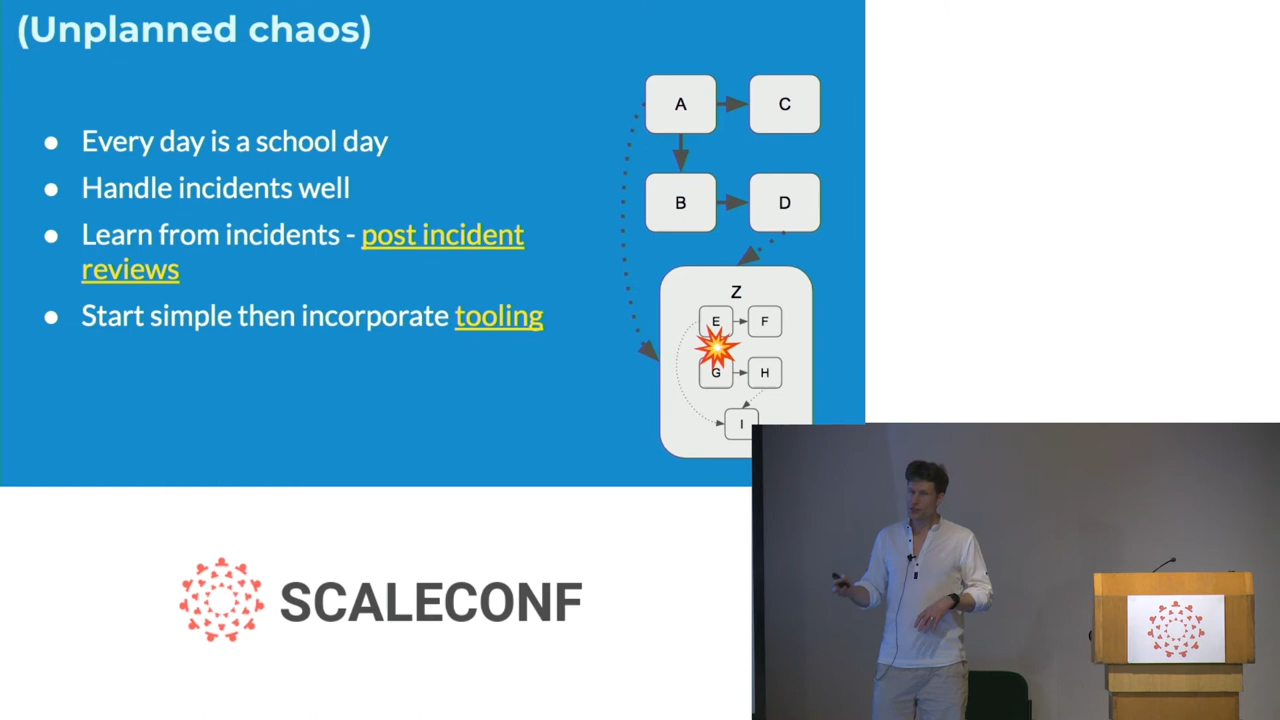 (Unplanned chaos)
● Every day is a school day
● Handle incidents well
● Learn from incidents - post incident
reviews
● Start simple then incorporate tooling
A
C
B
D
Z
E
F
G
H
I
SCALECONF